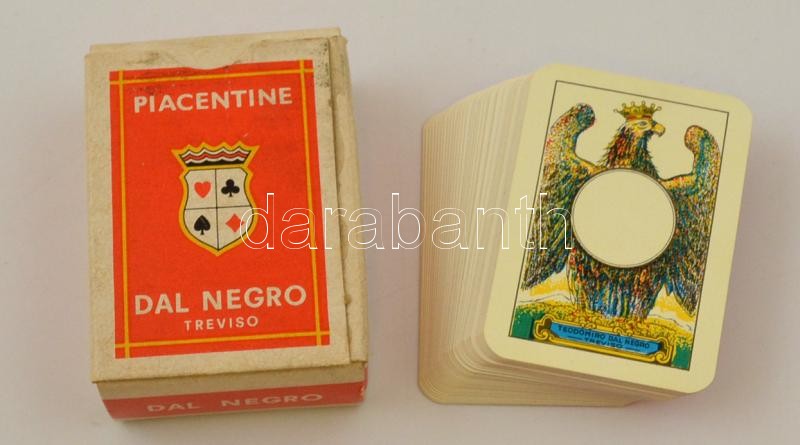 PIACENTINE
DAL NEGRO
TREVISO
DAL NEGRO
TEODOMIRO DAL NEGRO
TREVISO
darabanth